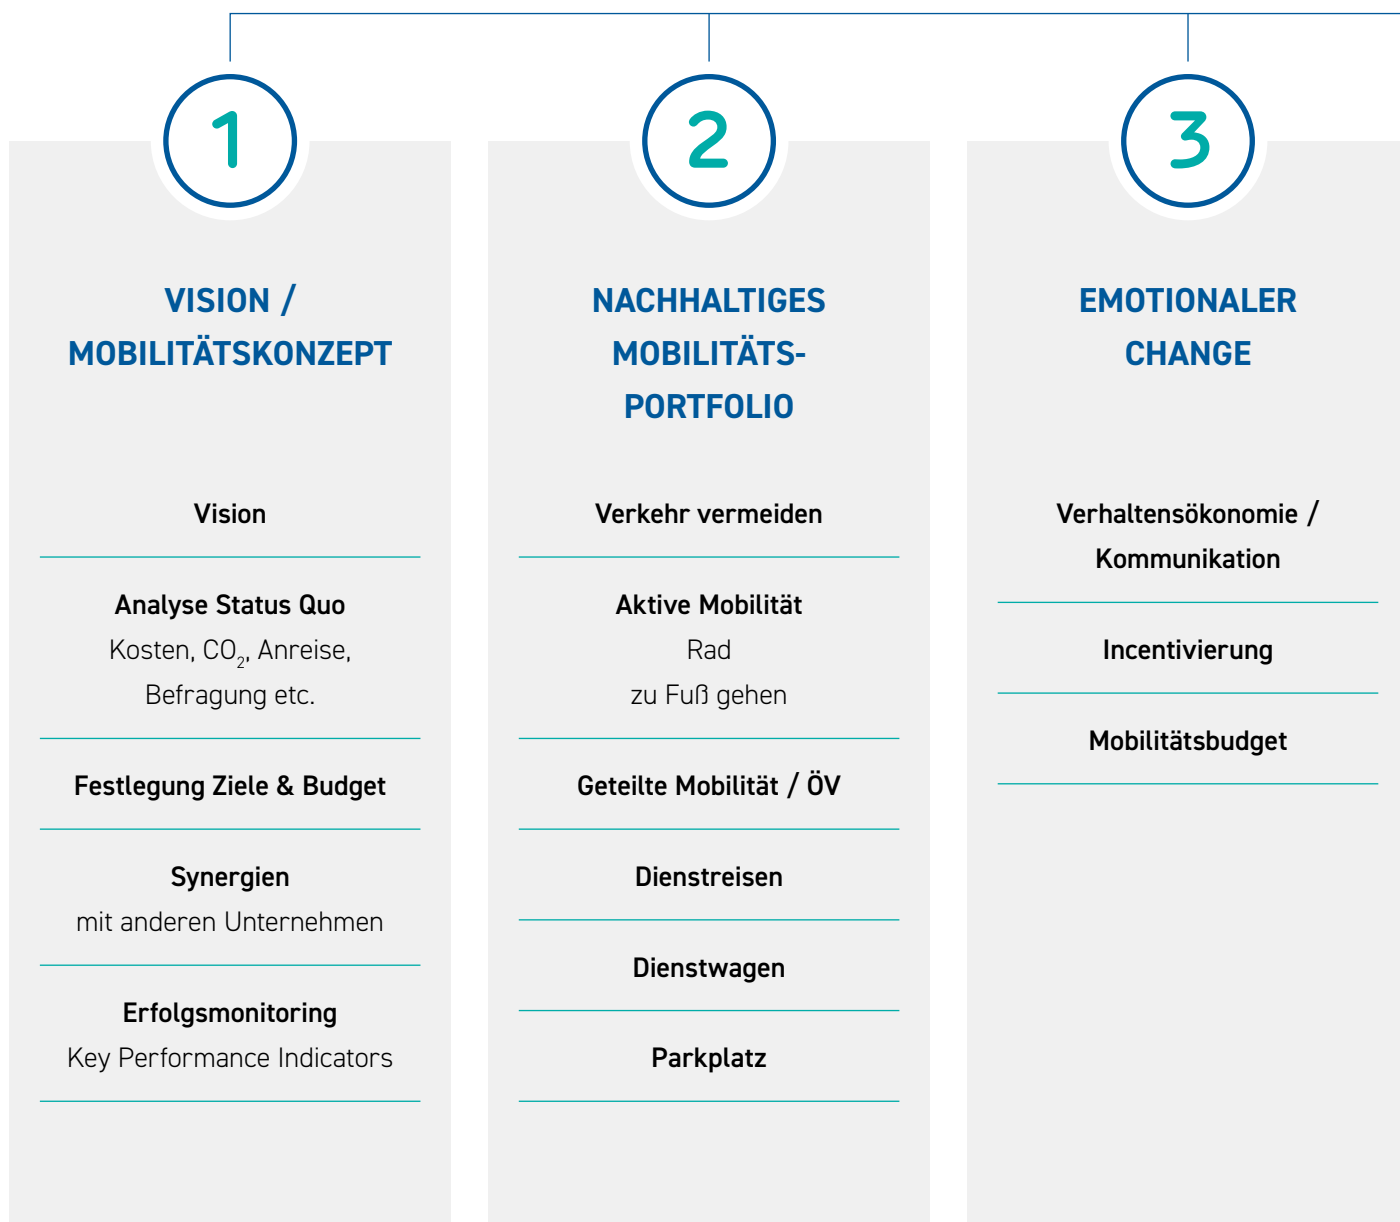 1
VISION /
MOBILITÄTSKONZEPT
Vision
Analyse Status Quo
Kosten, CO₂, Anreise,
Befragung etc.
Festlegung Ziele & Budget
Synergien
mit anderen Unternehmen
Erfolgsmonitoring
Key Performance Indicators
2
NACHHALTIGES
MOBILITÄTS-
PORTFOLIO
Verkehr vermeiden
Aktive Mobilität
Rad
zu Fuß gehen
Geteilte Mobilität / ÖV
Dienstreisen
Dienstwagen
Parkplatz
3
EMOTIONALER
CHANGE
Verhaltensökonomie /
Kommunikation
Incentivierung
Mobilitätsbudget